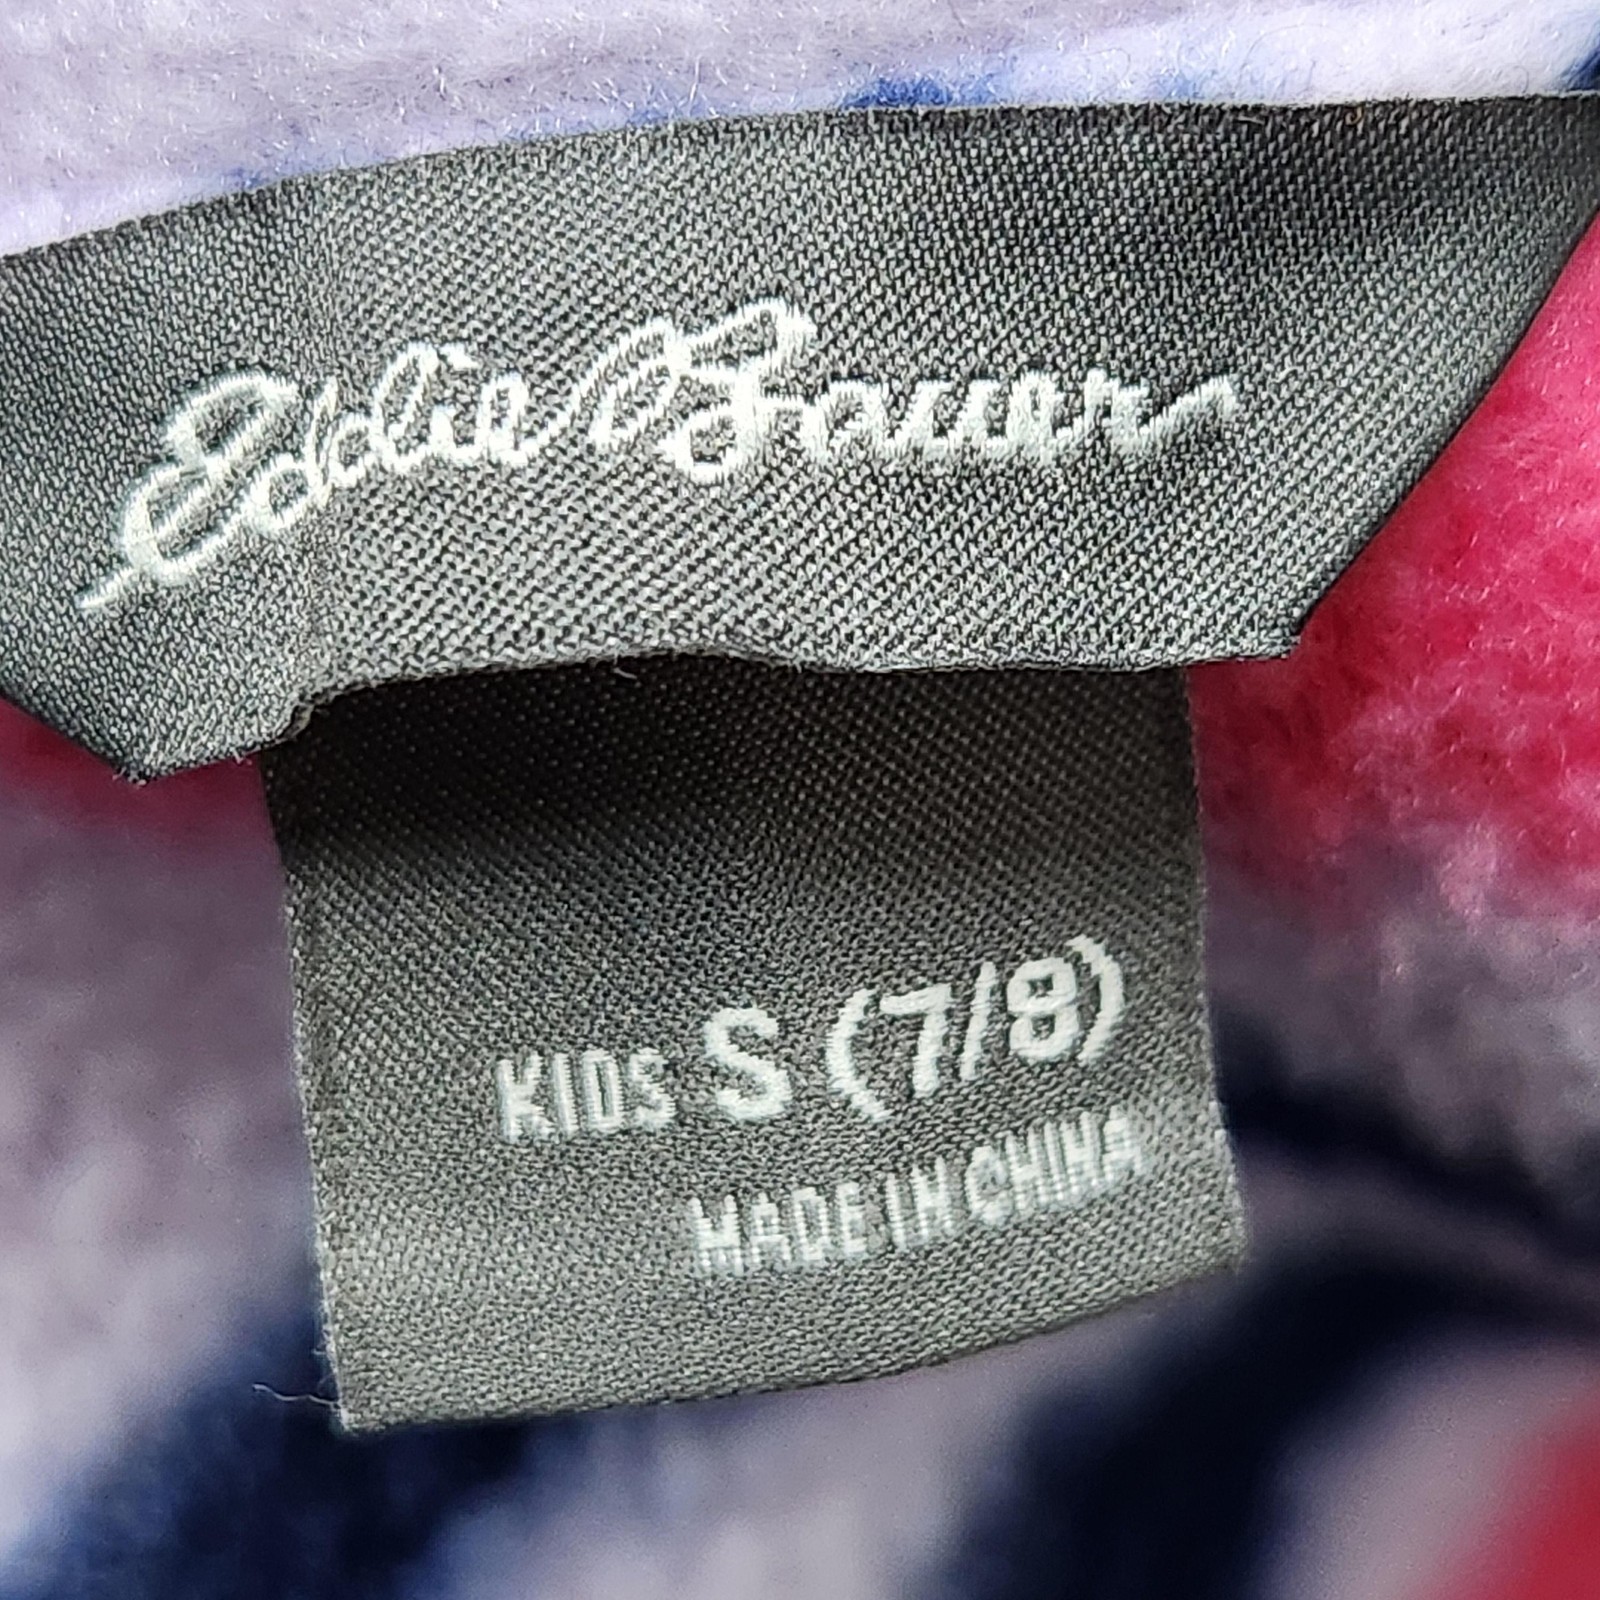 Eddie Bauer
KIDS S (7/8)
MADE IN CHINA